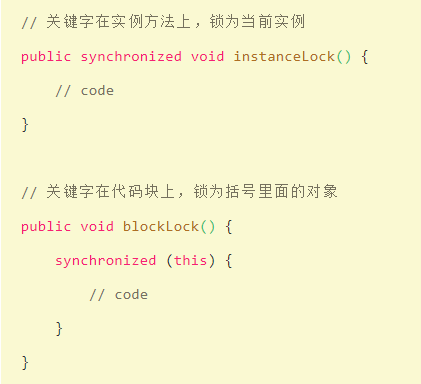 // 关键字在实例方法上，锁为当前实例
public synchronized void instanceLock() {
    // code
}
// 关键字在代码块上，锁为括号里面的对象
public void blockLock() {
    synchronized (this) {
        // code
    }
}